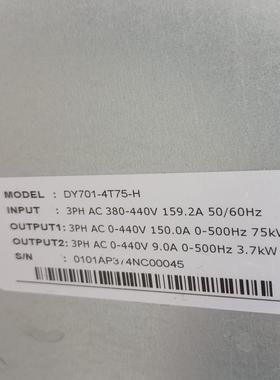 MODEL : DY701-4T75-H
INPUT : 3PH AC 380-440V 159.2A 50/60Hz
OUTPUT1: 3PH AC 0-440V 150.0A 0-500Hz 75kW
OUTPUT2: 3PH AC 0-440V 9.0A 0-500Hz 3.7kW
S/N : 0101AP374NC00045